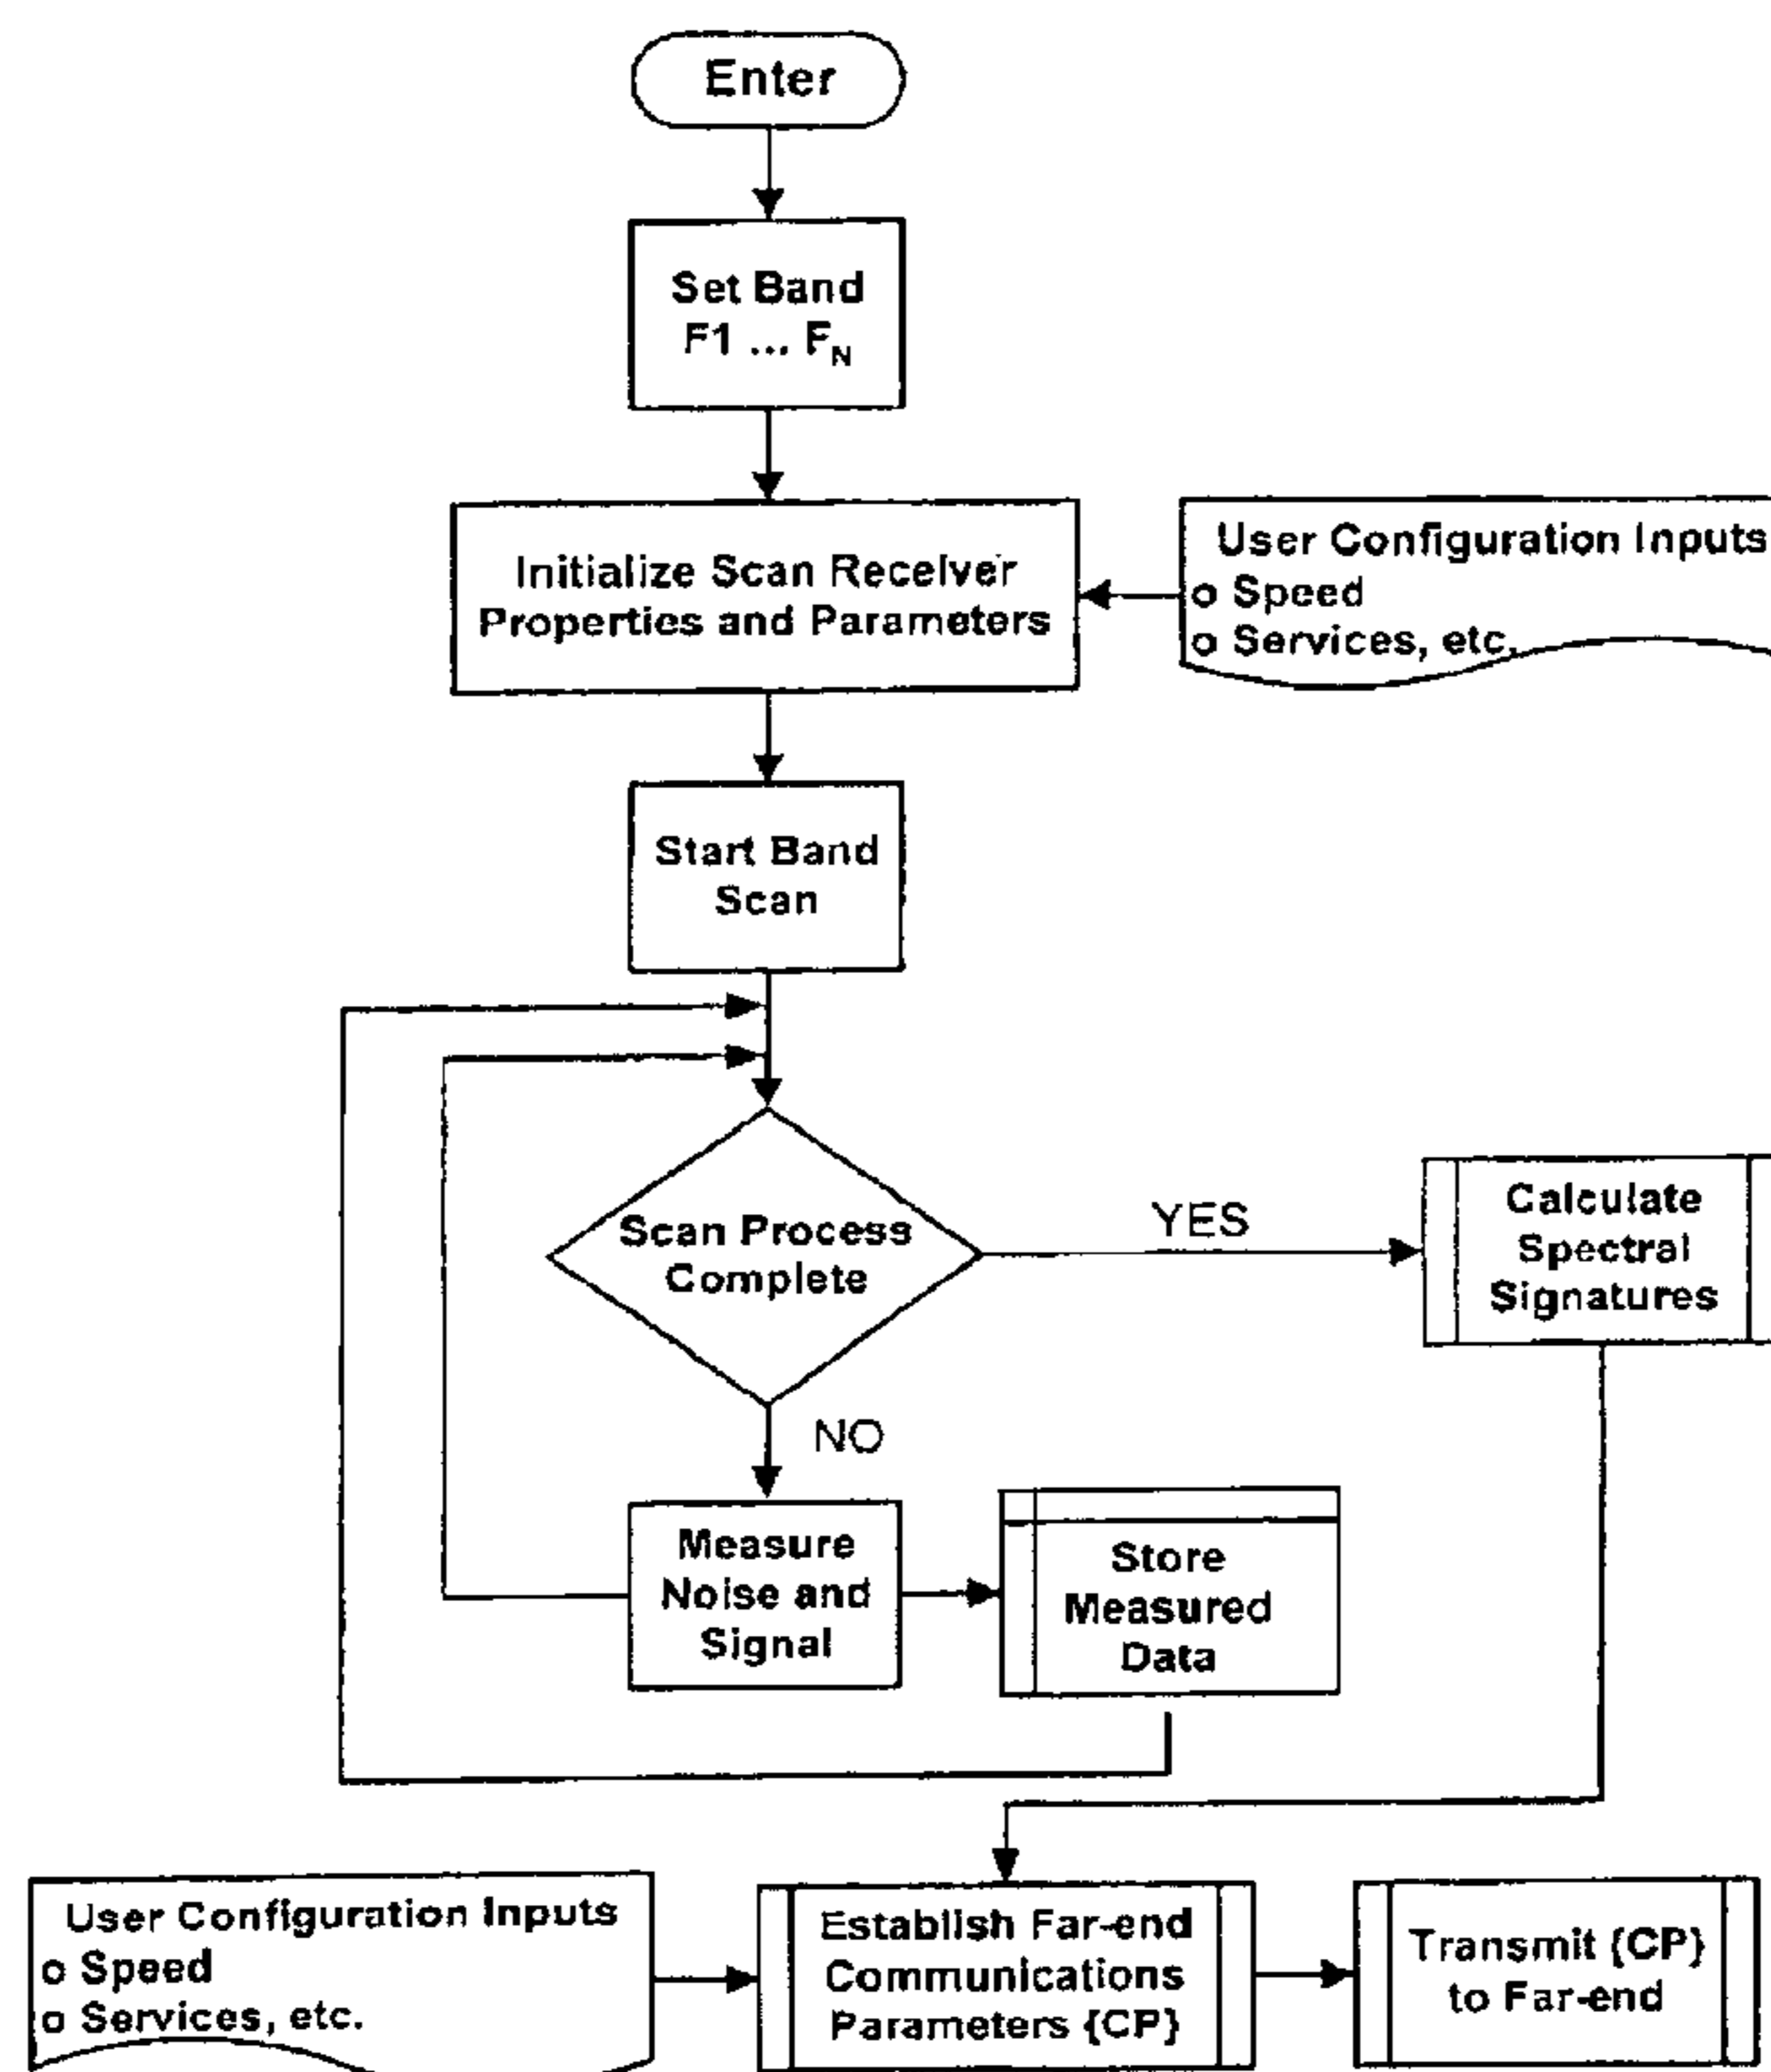 Enter
Set Band
F1 ... FN
Initialize Scan Receiver
Properties and Parameters
User Configuration Inputs
o Speed
o Services, etc.
Start Band
Scan
Scan Process
Complete
YES
Calculate
Spectral
Signatures
NO
Measure
Noise and
Signal
Store
Measured
Data
User Configuration Inputs
o Speed
o Services, etc.
Establish Far-end
Communications
Parameters {CP}
Transmit {CP}
to Far-end